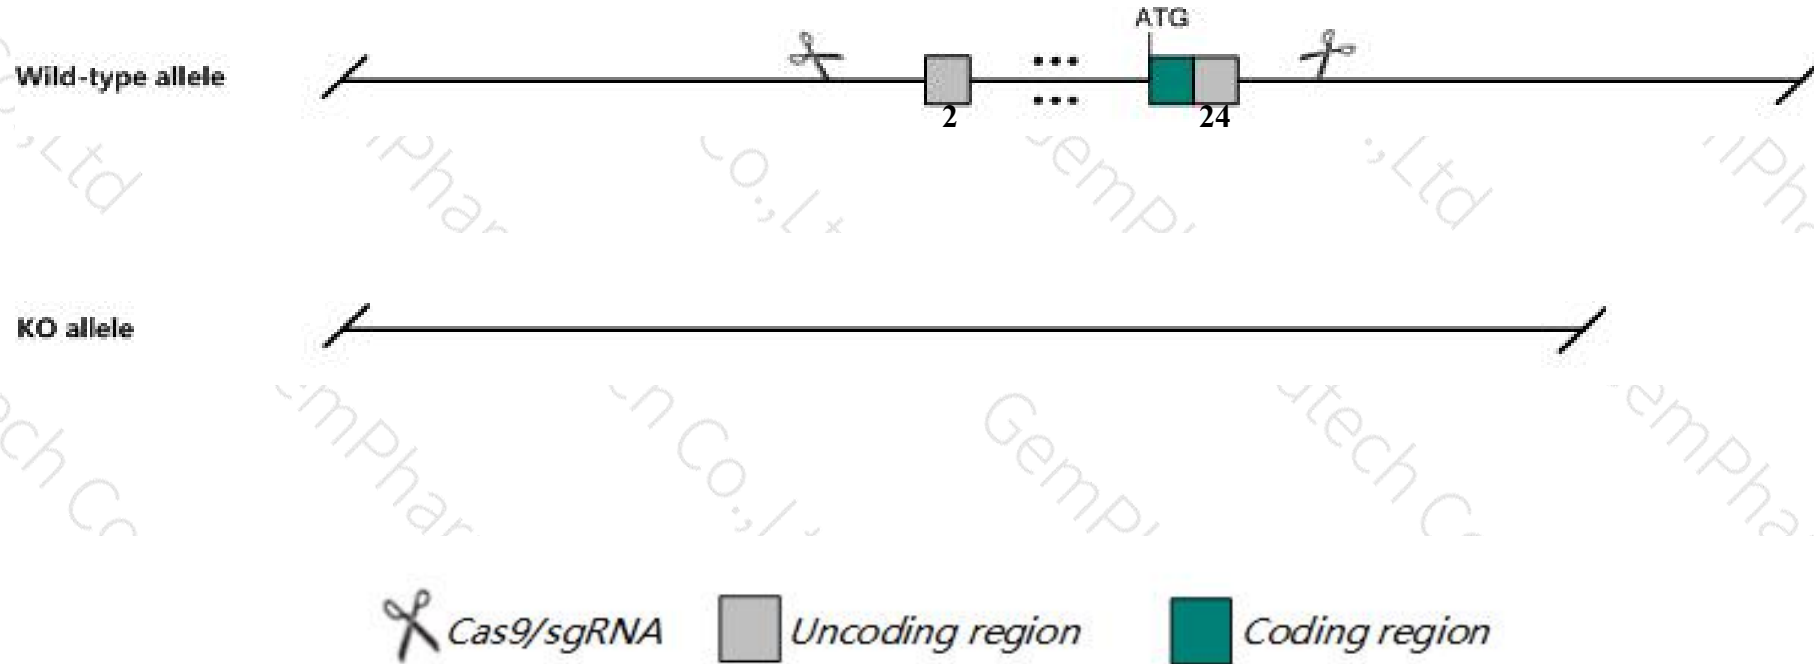 ATG
Wild-type allele
2
24
KO allele
Cas9/sgRNA
Uncoding region
Coding region